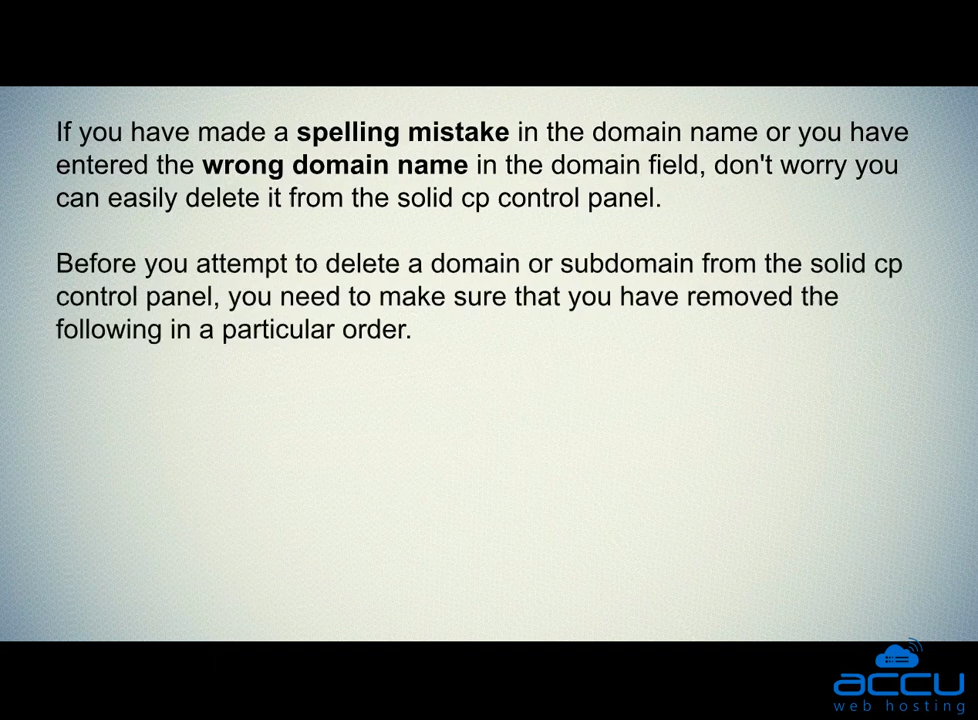 If you have made a spelling mistake in the domain name or you have
entered the wrong domain name in the domain field, don't worry you
can easily delete it from the solid cp control panel.
Before you attempt to delete a domain or subdomain from the solid cp
control panel, you need to make sure that you have removed the
following in a particular order.
accu
web hosting